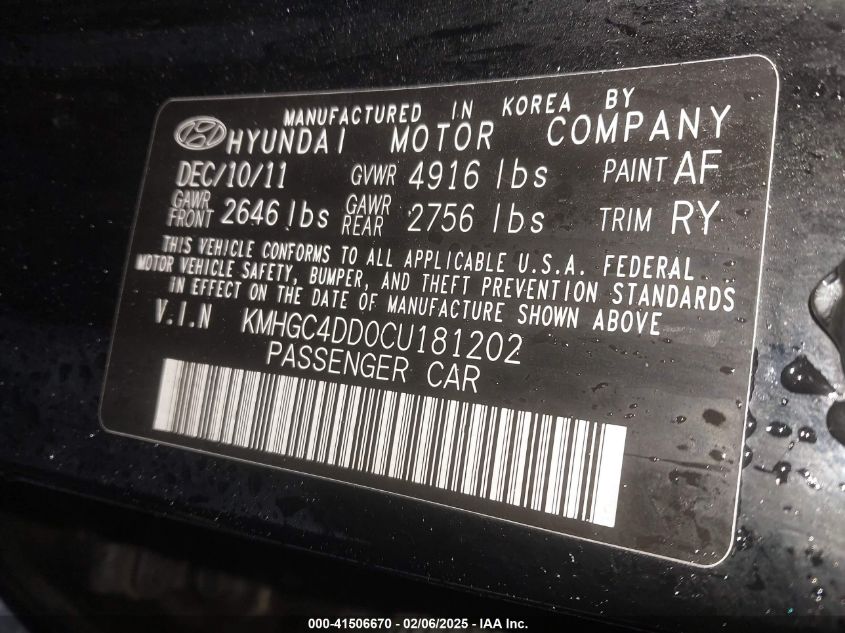 MANUFACTURED IN KOREA BY
HYUNDAI MOTOR COMPANY
DEC/10/11 GVWR 4916 lbs PAINT AF
GAWR FRONT 2646 lbs GAWR REAR 2756 lbs TRIM RY
THIS VEHICLE CONFORMS TO ALL APPLICABLE U.S.A. FEDERAL
MOTOR VEHICLE SAFETY, BUMPER, AND THEFT PREVENTION STANDARDS
IN EFFECT ON THE DATE OF MANUFACTURE SHOWN ABOVE
V.I.N KMHGC4DD0CU181202
PASSENGER CAR
000-41506670 - 02/06/2025 - IAA Inc.